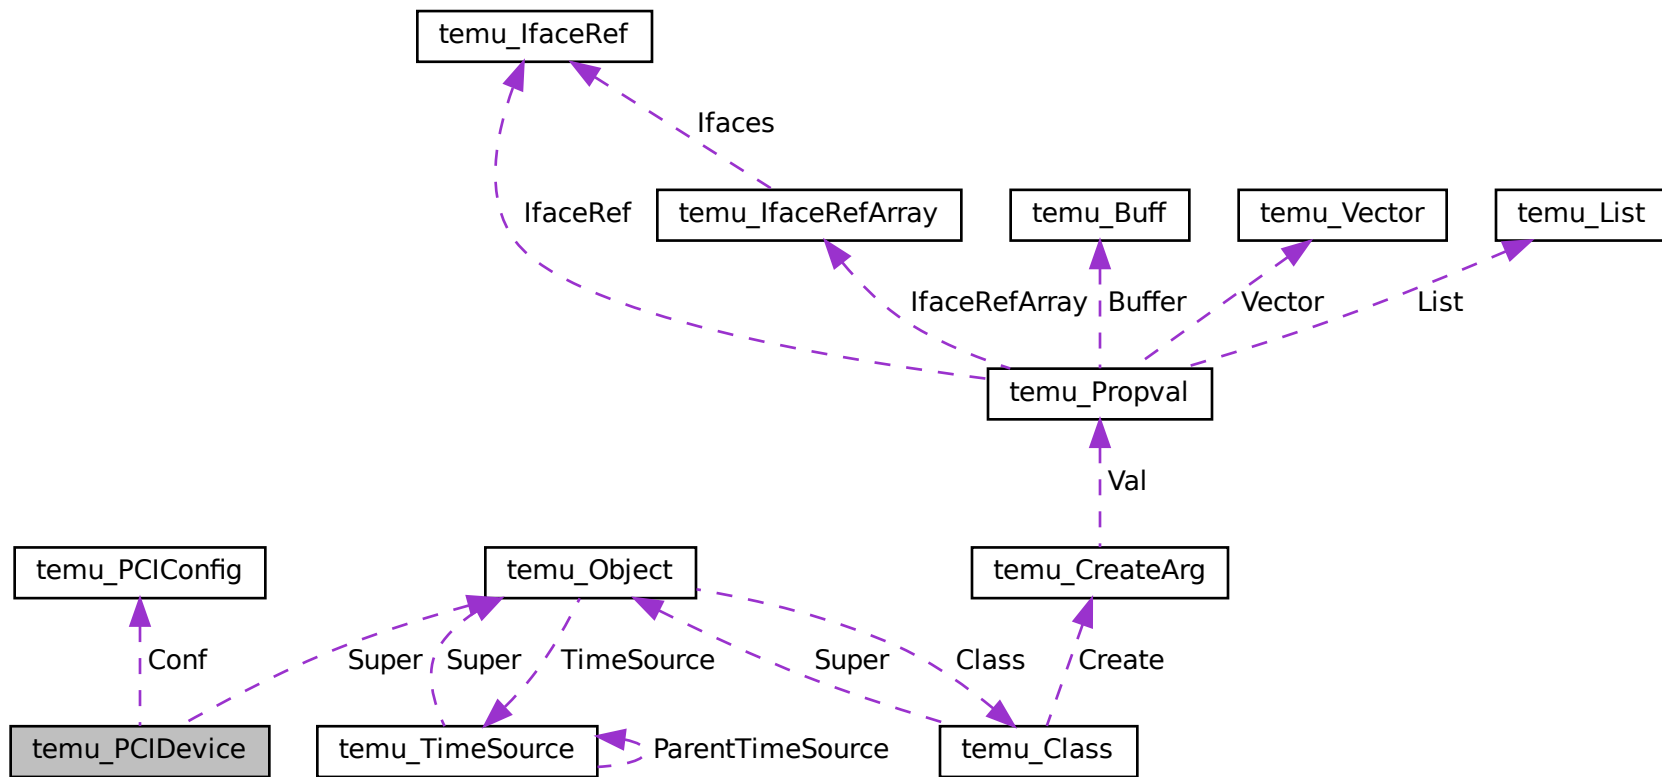 temu_IfaceRef
Ifaces
IfaceRef
temu_IfaceRefArray
temu_Buff
temu_Vector
temu_List
IfaceRefArray
Buffer
Vector
List
temu_Propval
Val
temu_PCIConfig
temu_Object
temu_CreateArg
Conf
Super
Super
TimeSource
Super
Class
Create
temu_PCIDevice
temu_TimeSource
ParentTimeSource
temu_Class